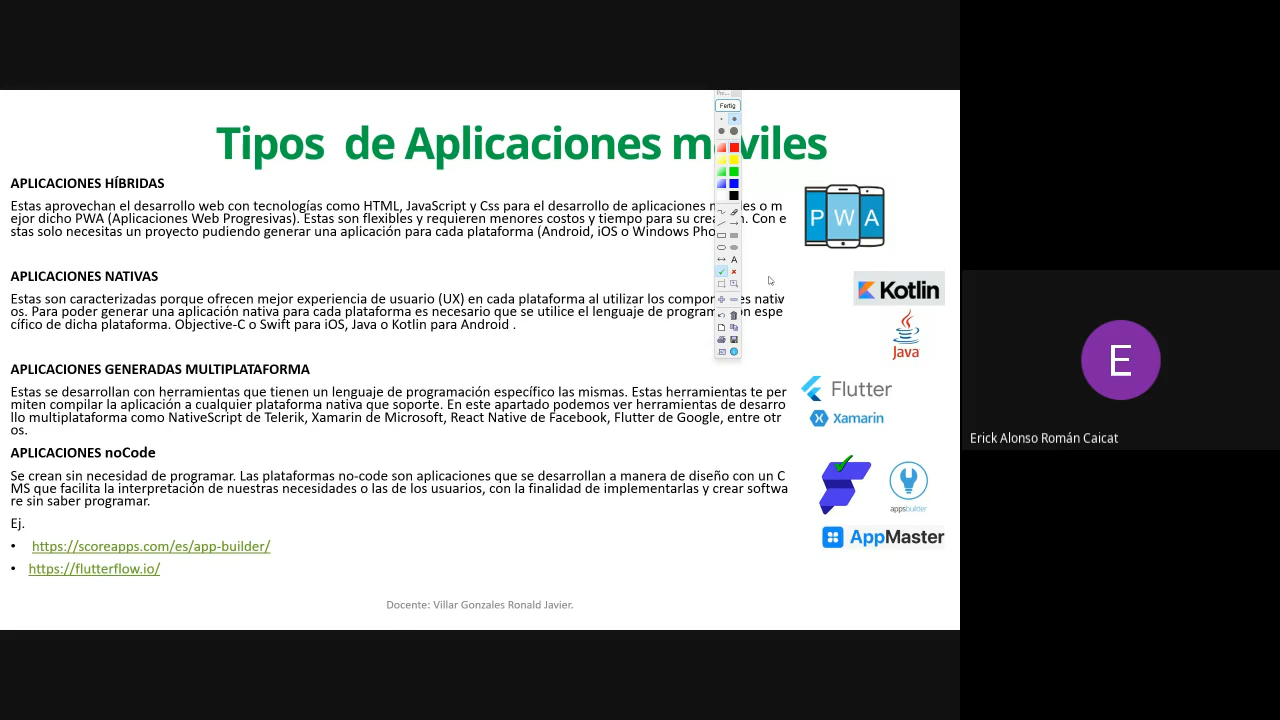 Fertig
Tipos de Aplicaciones móviles
APLICACIONES HÍBRIDAS
Estas aprovechan el desarrollo web con tecnologías como HTML, JavaScript y Css para el desarrollo de aplicaciones o m
ejor dicho PWA (Aplicaciones Web Progresivas). Estas son flexibles y requieren menores costos y tiempo para su Con e
stas solo necesitas un proyecto pudiendo generar una aplicación para cada plataforma (Android, iOS o Windows Pho
PWA
APLICACIONES NATIVAS
Estas son caracterizadas porque ofrecen mejor experiencia de usuario (UX) en cada plataforma al utilizar los nativ
os. Para poder generar una aplicación nativa para cada plataforma es necesario que se utilice el lenguaje de espe
cífico de dicha plataforma. Objective-C o Swift para iOS, Java o Kotlin para Android .
Kotlin
Java
APLICACIONES GENERADAS MULTIPLATAFORMA
Estas se desarrollan con herramientas que tienen un lenguaje de programación específico las mismas. Estas herramientas te per
miten compilar la aplicación a cualquier plataforma nativa que soporte. En este apartado podemos ver herramientas de desarro
llo multiplataforma como NativeScript de Telerik, Xamarin de Microsoft, React Native de Facebook, Flutter de Google, entre otr
os.
Flutter
Xamarin
APLICACIONES noCode
Se crean sin necesidad de programar. Las plataformas no-code son aplicaciones que se desarrollan a manera de diseño con un C
MS que facilita la interpretación de nuestras necesidades o las de los usuarios, con la finalidad de implementarlas y crear softwa
re sin saber programar.
Ej.
• https://scoreapps.com/es/app-builder/
• https://flutterflow.io/
appsbuilder
AppMaster
Docente: Villar Gonzales Ronald Javier.
E
Erick Alonso Román Caicat